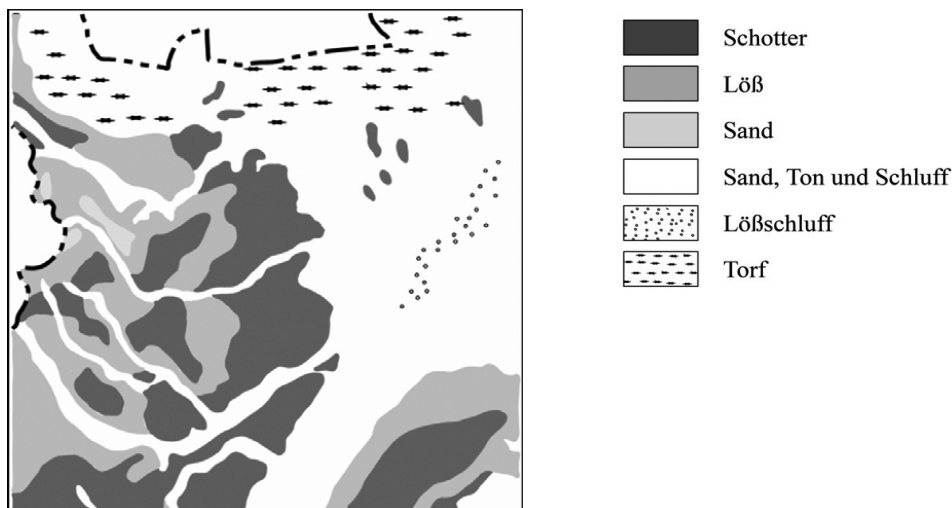 Schotter
Löß
Sand
Sand, Ton und Schluff
Lößschluff
Torf